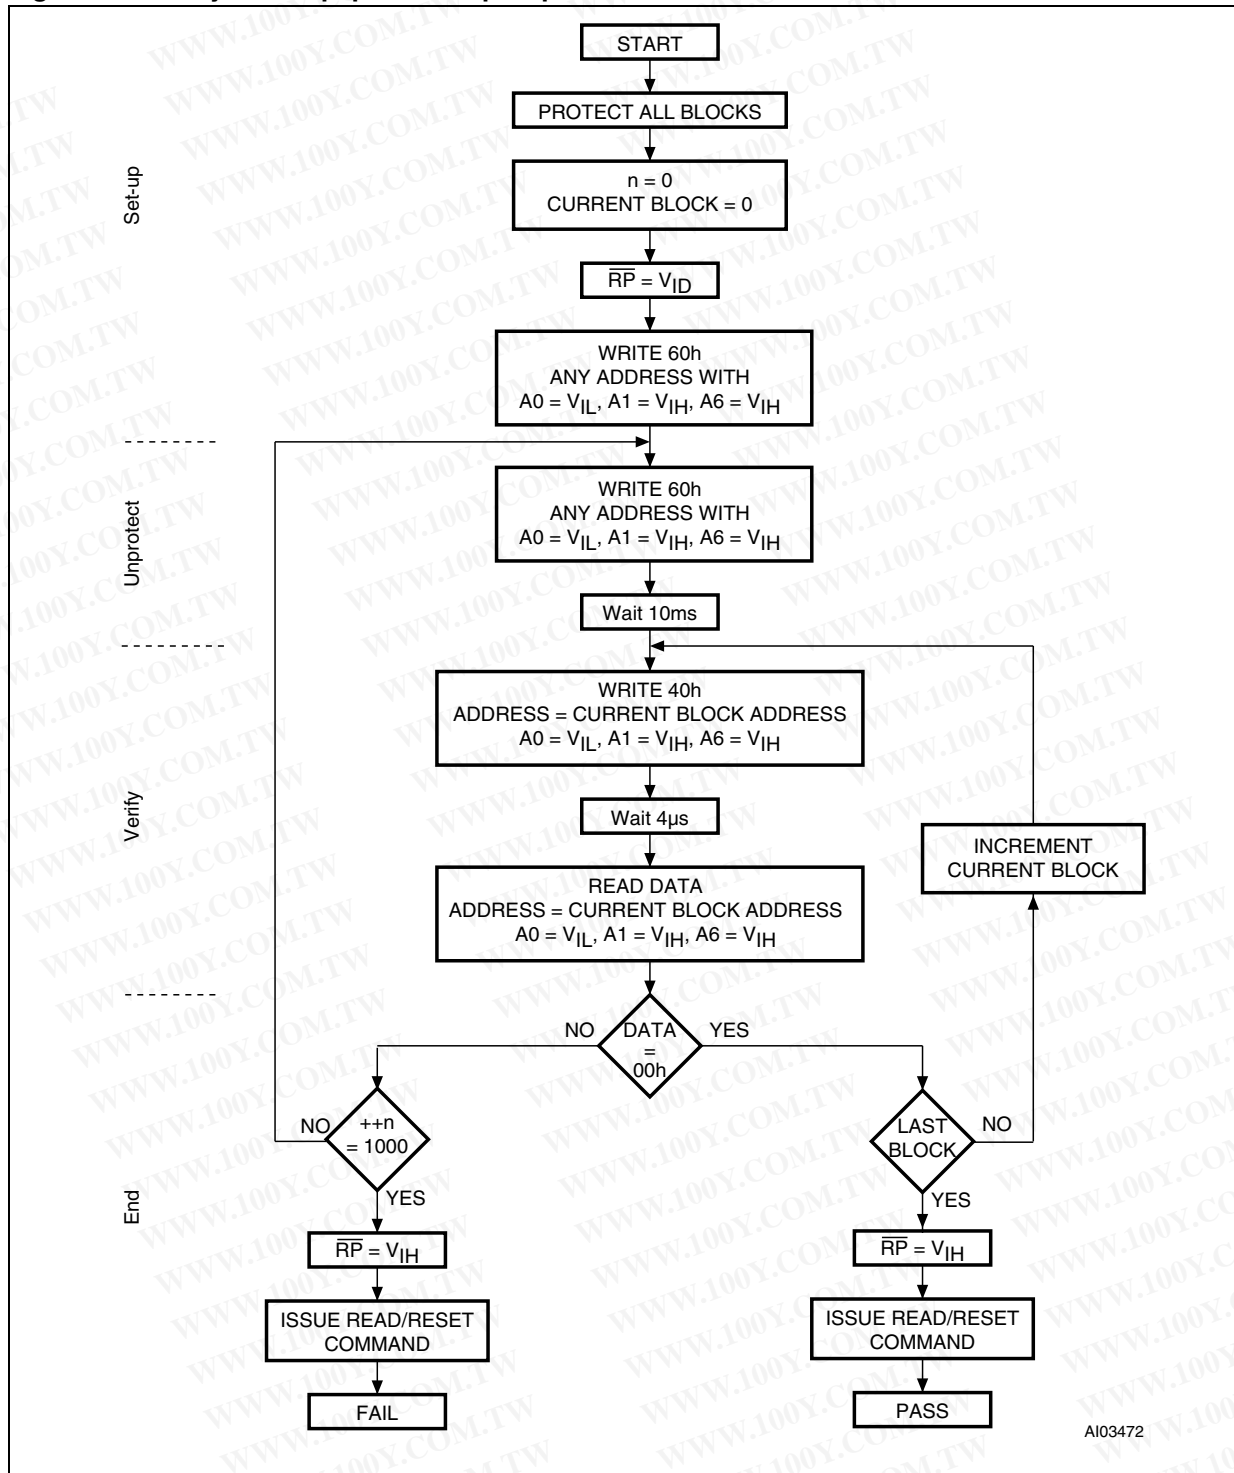 START
PROTECT ALL BLOCKS
n = 0
CURRENT BLOCK = 0
Set-up
RP = VID
WRITE 60h
ANY ADDRESS WITH
A0 = VIL, A1 = VIH, A6 = VIH
WRITE 60h
ANY ADDRESS WITH
A0 = VIL, A1 = VIH, A6 = VIH
Unprotect
Wait 10ms
WRITE 40h
ADDRESS = CURRENT BLOCK ADDRESS
A0 = VIL, A1 = VIH, A6 = VIH
Verify
Wait 4µs
INCREMENT
CURRENT BLOCK
READ DATA
ADDRESS = CURRENT BLOCK ADDRESS
A0 = VIL, A1 = VIH, A6 = VIH
NO
DATA
=
00h
YES
NO
++n
= 1000
LAST
BLOCK
NO
End
YES
YES
RP = VIH
RP = VIH
ISSUE READ/RESET
COMMAND
ISSUE READ/RESET
COMMAND
FAIL
PASS
AI03472
WWW.100Y.COM.TW